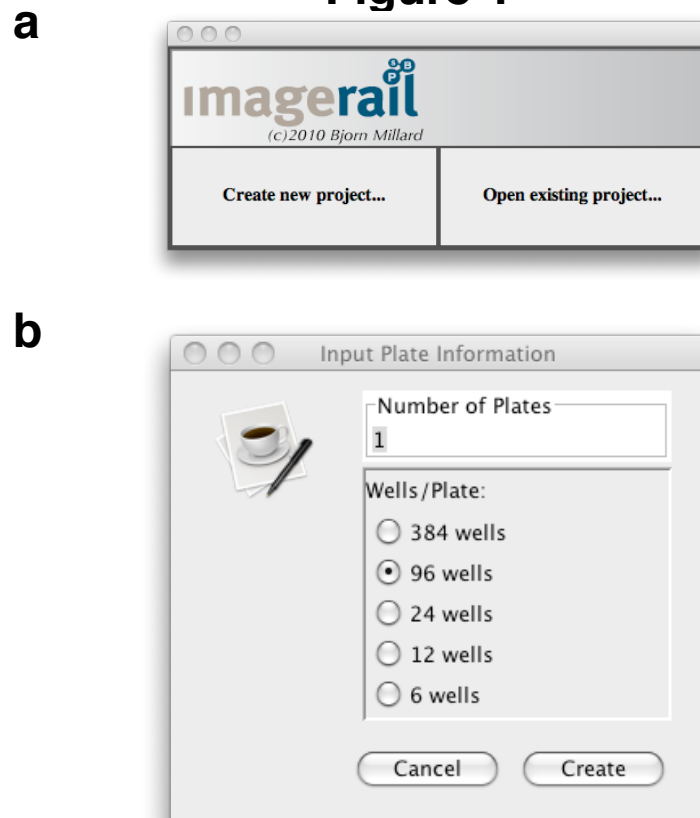 a
imagerail
S B P
(c)2010 Bjorn Millard
Create new project...
Open existing project...
b
Input Plate Information
Number of Plates
1
Wells/Plate:
384 wells
96 wells
24 wells
12 wells
6 wells
Cancel
Create